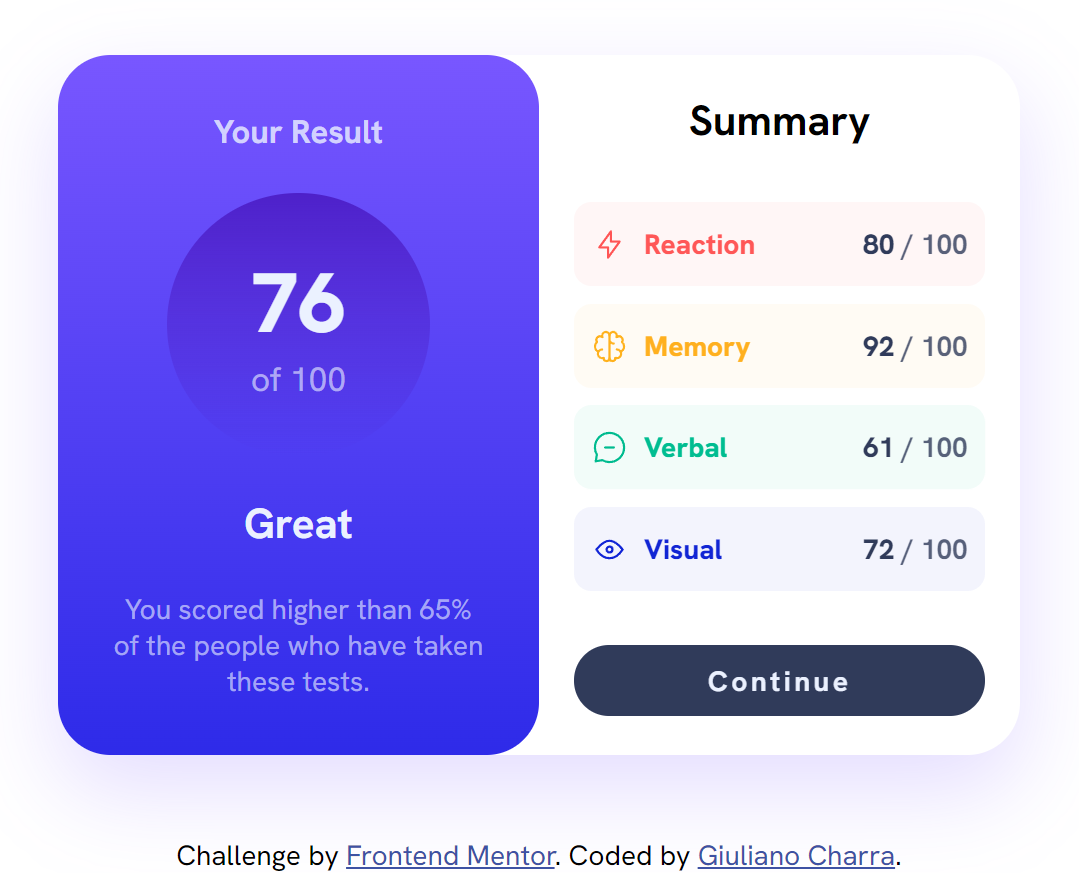 Your Result
76
of 100
Great
You scored higher than 65%
of the people who have taken
these tests.
Summary
Reaction 80 / 100
Memory 92 / 100
Verbal 61 / 100
Visual 72 / 100
Continue
Challenge by Frontend Mentor. Coded by Giuliano Charra.